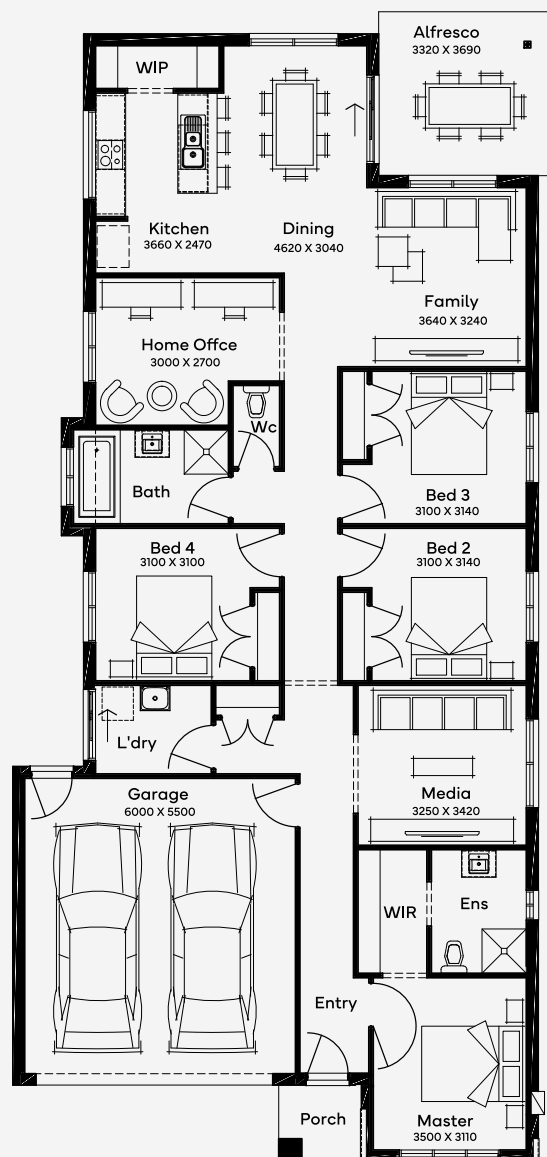 Alfresco
3320 X 3690
WIP
Kitchen
3660 X 2470
Dining
4620 X 3040
Family
3640 X 3240
Home Offce
3000 X 2700
Wc
Bath
Bed 3
3100 X 3140
Bed 4
3100 X 3100
Bed 2
3100 X 3140
L'dry
Garage
6000 X 5500
Media
3250 X 3420
WIR
Ens
Entry
Porch
Master
3500 X 3110